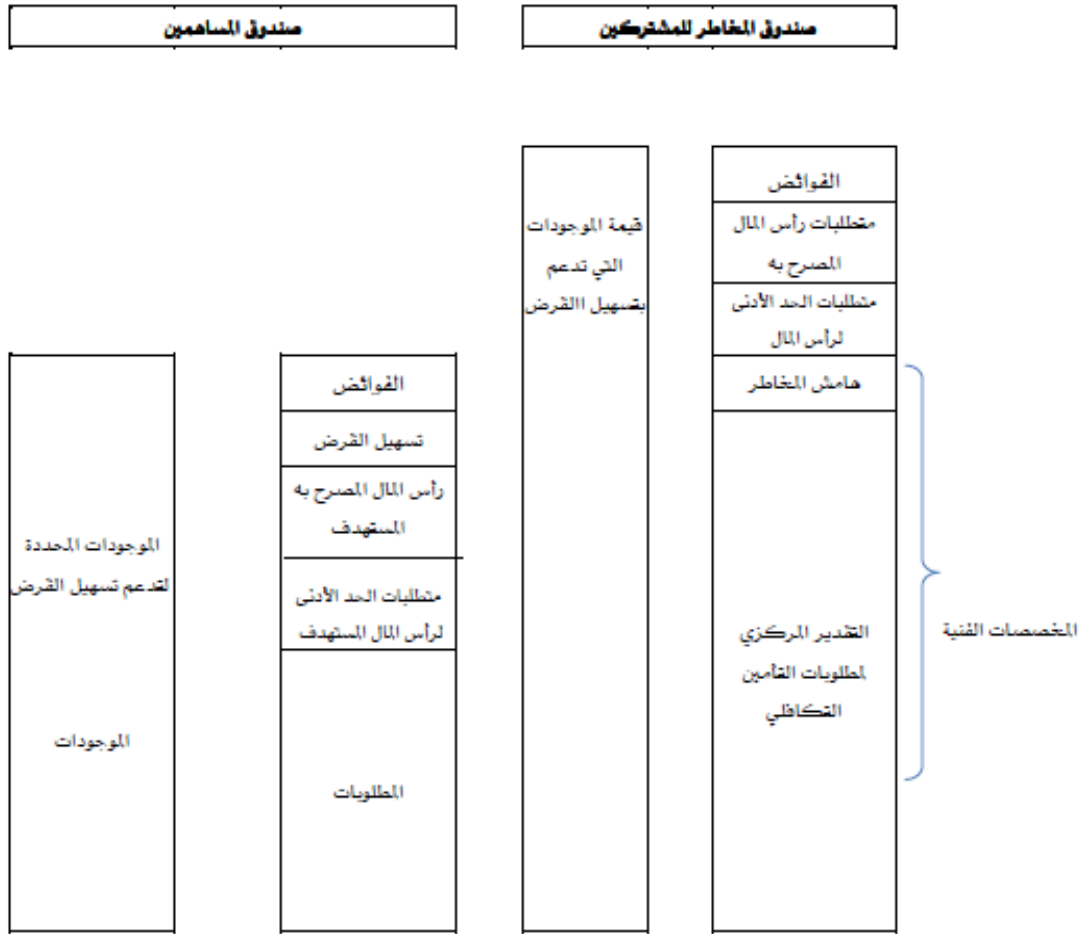 صندوق المخاطر للمشتركين
صندوق المساهمين
الفوائض
متطلبات رأس المال
المصرح به
متطلبات الحد الأدنى
لرأس المال
هامش المخاطر
التقدير المركزي
لمطلوبات التأمين
التكافلي
المخصصات الفنية
قيمة الموجودات
التي تدعم
بتسهيل االقرض
الفوائض
تسهيل القرض
رأس المال المصرح به
المستهدف
متطلبات الحد الأدنى
لرأس المال المستهدف
المطلوبات
الموجودات المحددة
لتدعم تسهيل القرض
الموجودات